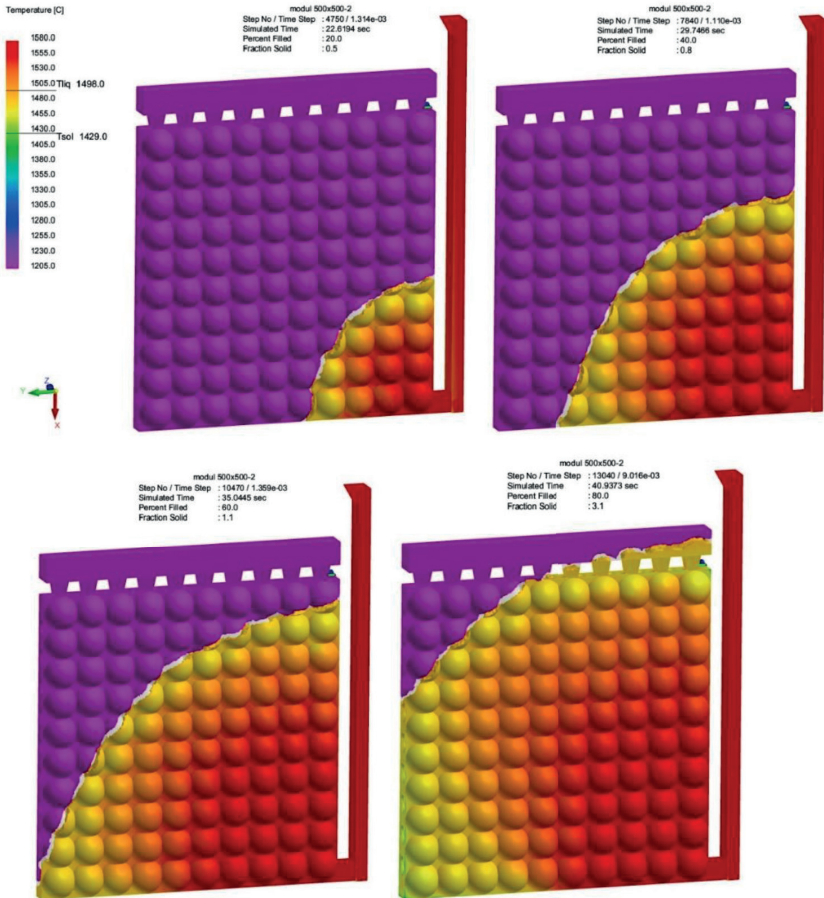 Temperature [C]
1580.0
1555.0
1530.0
1505.0
Tliq 1498.0
1480.0
1455.0
1430.0
Tsol 1429.0
1405.0
1380.0
1355.0
1330.0
1305.0
1280.0
1255.0
1230.0
1205.0
modul 500x500-2
Step No / Time Step : 4750 / 1.314e-03
Simulated Time : 22.6194 sec
Percent Filled : 20.0
Fraction Solid : 0.5
modul 500x500-2
Step No / Time Step : 7840 / 1.110e-03
Simulated Time : 29.7466 sec
Percent Filled : 40.0
Fraction Solid : 0.8
Z
Y
X
modul 500x500-2
Step No / Time Step : 10470 / 1.359e-03
Simulated Time : 35.0445 sec
Percent Filled : 60.0
Fraction Solid : 1.1
modul 500x500-2
Step No / Time Step : 13040 / 9.016e-03
Simulated Time : 40.9373 sec
Percent Filled : 80.0
Fraction Solid : 3.1